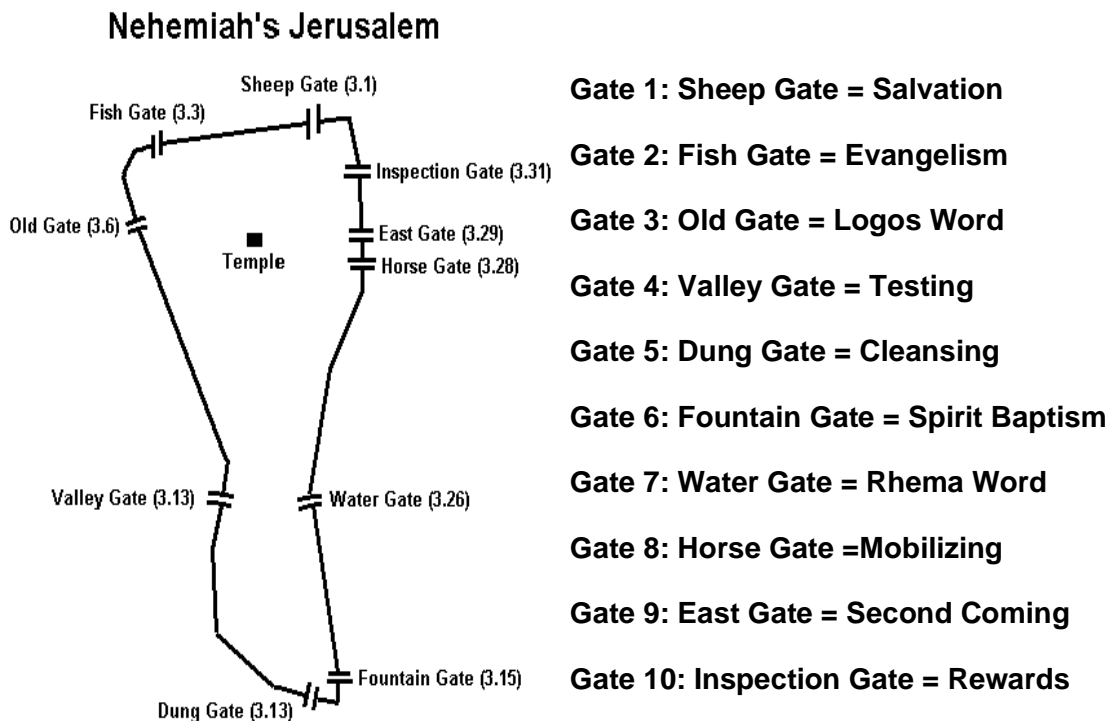 Nehemiah's Jerusalem
Sheep Gate (3.1)
Fish Gate (3.3)
Inspection Gate (3.31)
Old Gate (3.6)
East Gate (3.29)
Temple
Horse Gate (3.28)
Valley Gate (3.13)
Water Gate (3.26)
Fountain Gate (3.15)
Dung Gate (3.13)
Gate 1: Sheep Gate = Salvation
Gate 2: Fish Gate = Evangelism
Gate 3: Old Gate = Logos Word
Gate 4: Valley Gate = Testing
Gate 5: Dung Gate = Cleansing
Gate 6: Fountain Gate = Spirit Baptism
Gate 7: Water Gate = Rhema Word
Gate 8: Horse Gate =Mobilizing
Gate 9: East Gate = Second Coming
Gate 10: Inspection Gate = Rewards